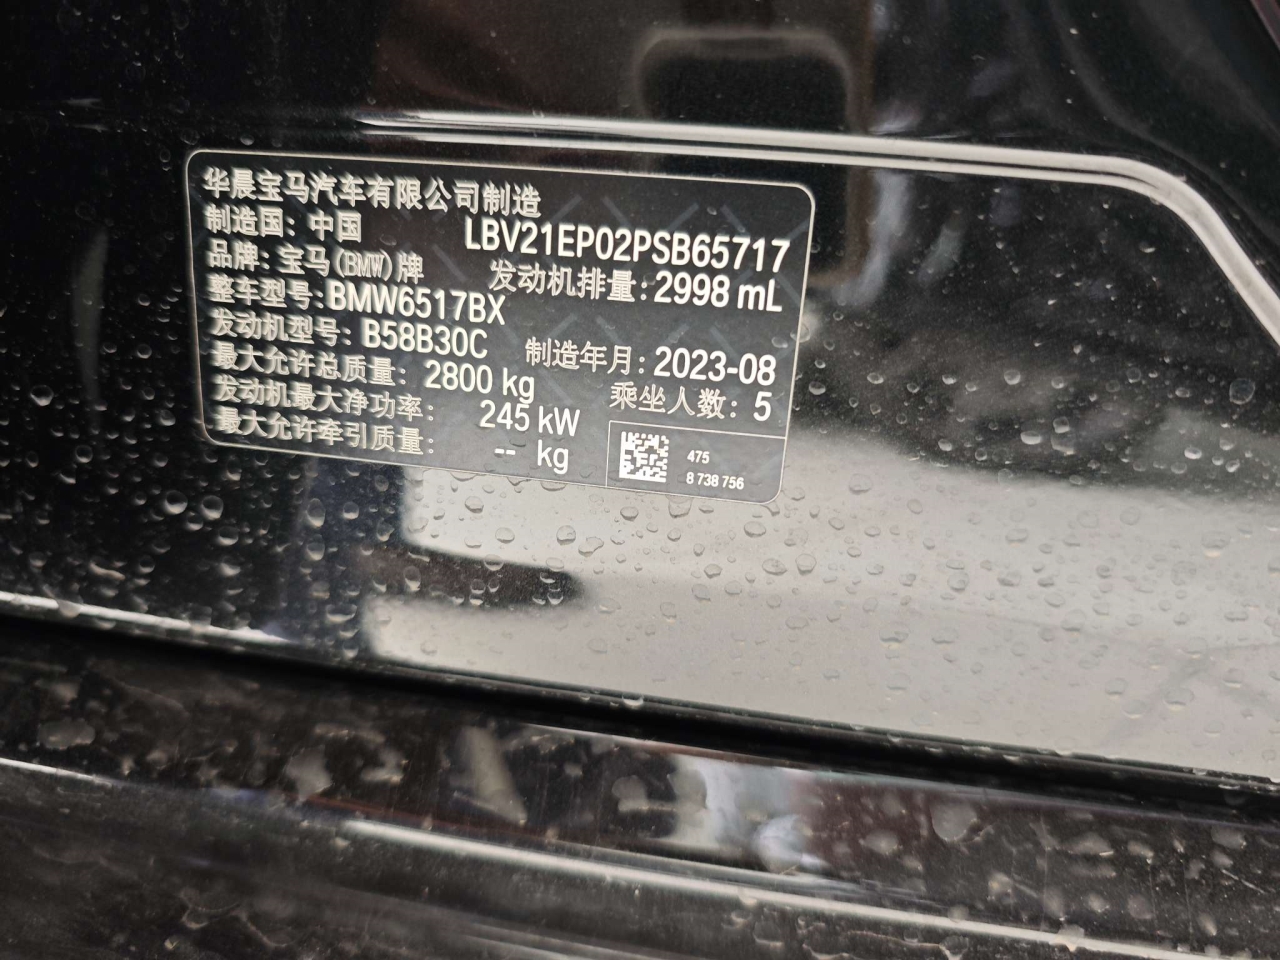 华晨宝马汽车有限公司制造
制造国: 中国
LBV21EP02PSB65717
品牌: 宝马(BMW)牌
发动机排量: 2998 mL
整车型号: BMW6517BX
发动机型号: B58B30C
制造年月: 2023-08
最大允许总质量: 2800 kg
乘坐人数: 5
发动机最大净功率: 245 kW
最大允许牵引质量: -- kg
475
8 738 756